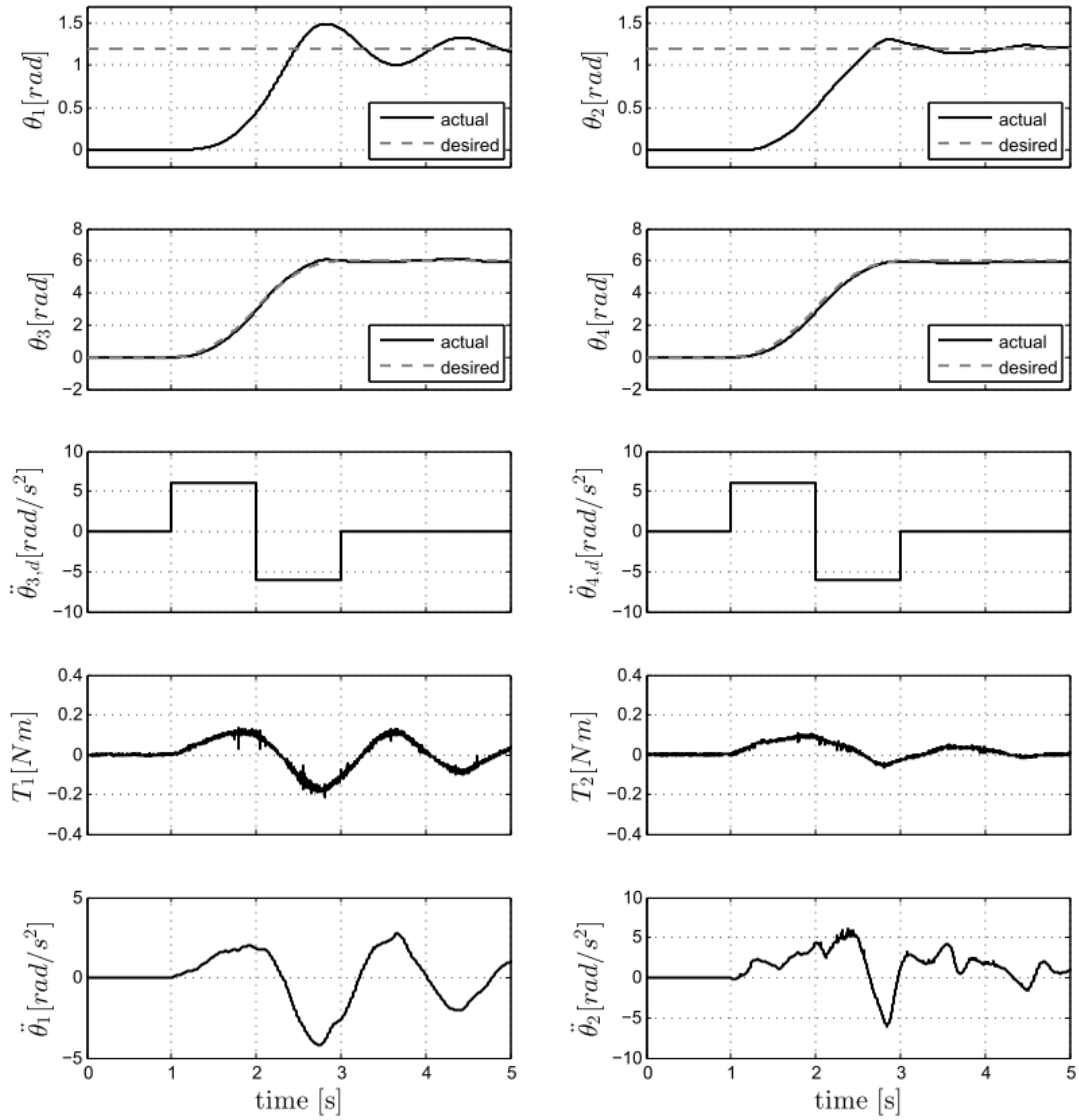 1.5
1
0.5
0
θ1[rad]
actual
desired
1.5
1
0.5
0
θ2[rad]
actual
desired
8
6
4
2
0
−2
θ3[rad]
actual
desired
8
6
4
2
0
−2
θ4[rad]
actual
desired
10
5
0
−5
−10
θ̈3,d[rad/s²]
10
5
0
−5
−10
θ̈4,d[rad/s²]
0.4
0.2
0
−0.2
−0.4
T1[Nm]
0.4
0.2
0
−0.2
−0.4
T2[Nm]
5
0
−5
θ̈1[rad/s²]
0 1 2 3 4 5
time [s]
10
5
0
−5
−10
θ̈2[rad/s²]
0 1 2 3 4 5
time [s]